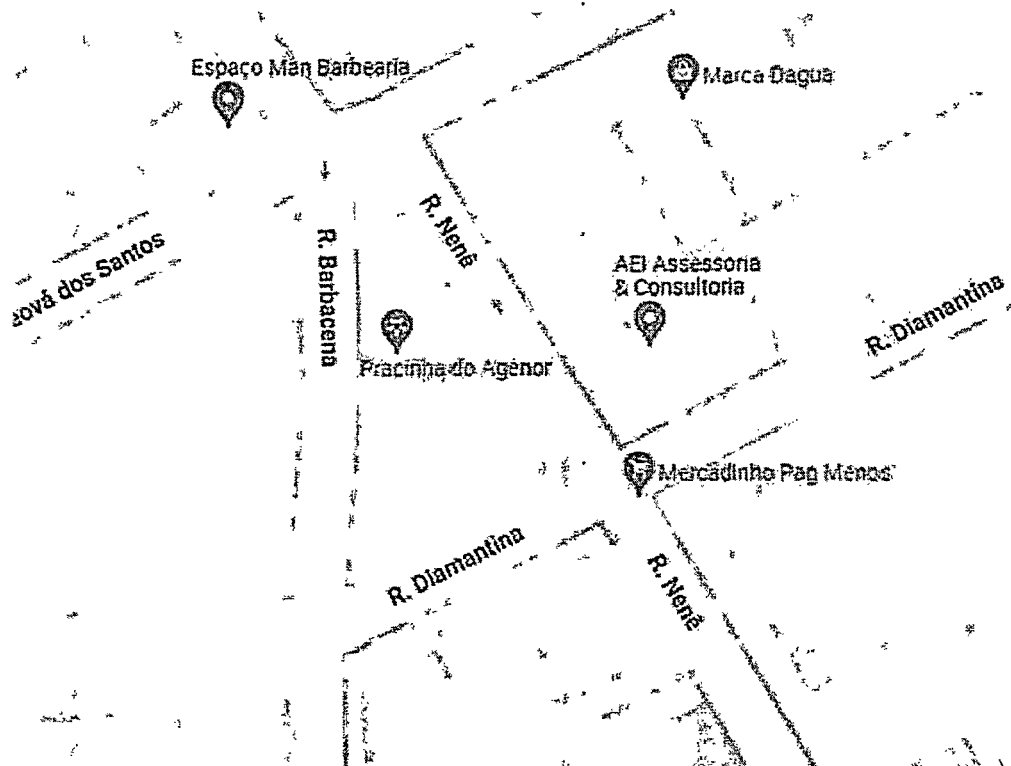 Espaço Man Barbearia
Marca Dagua
R. Nenê
eová dos Santos
R. Barbacena
AEI Assessoria
& Consultoria
R. Diamantina
Pracinha do Agenor
Mercadinho Pag Menos
R. Diamantina
R. Nenê